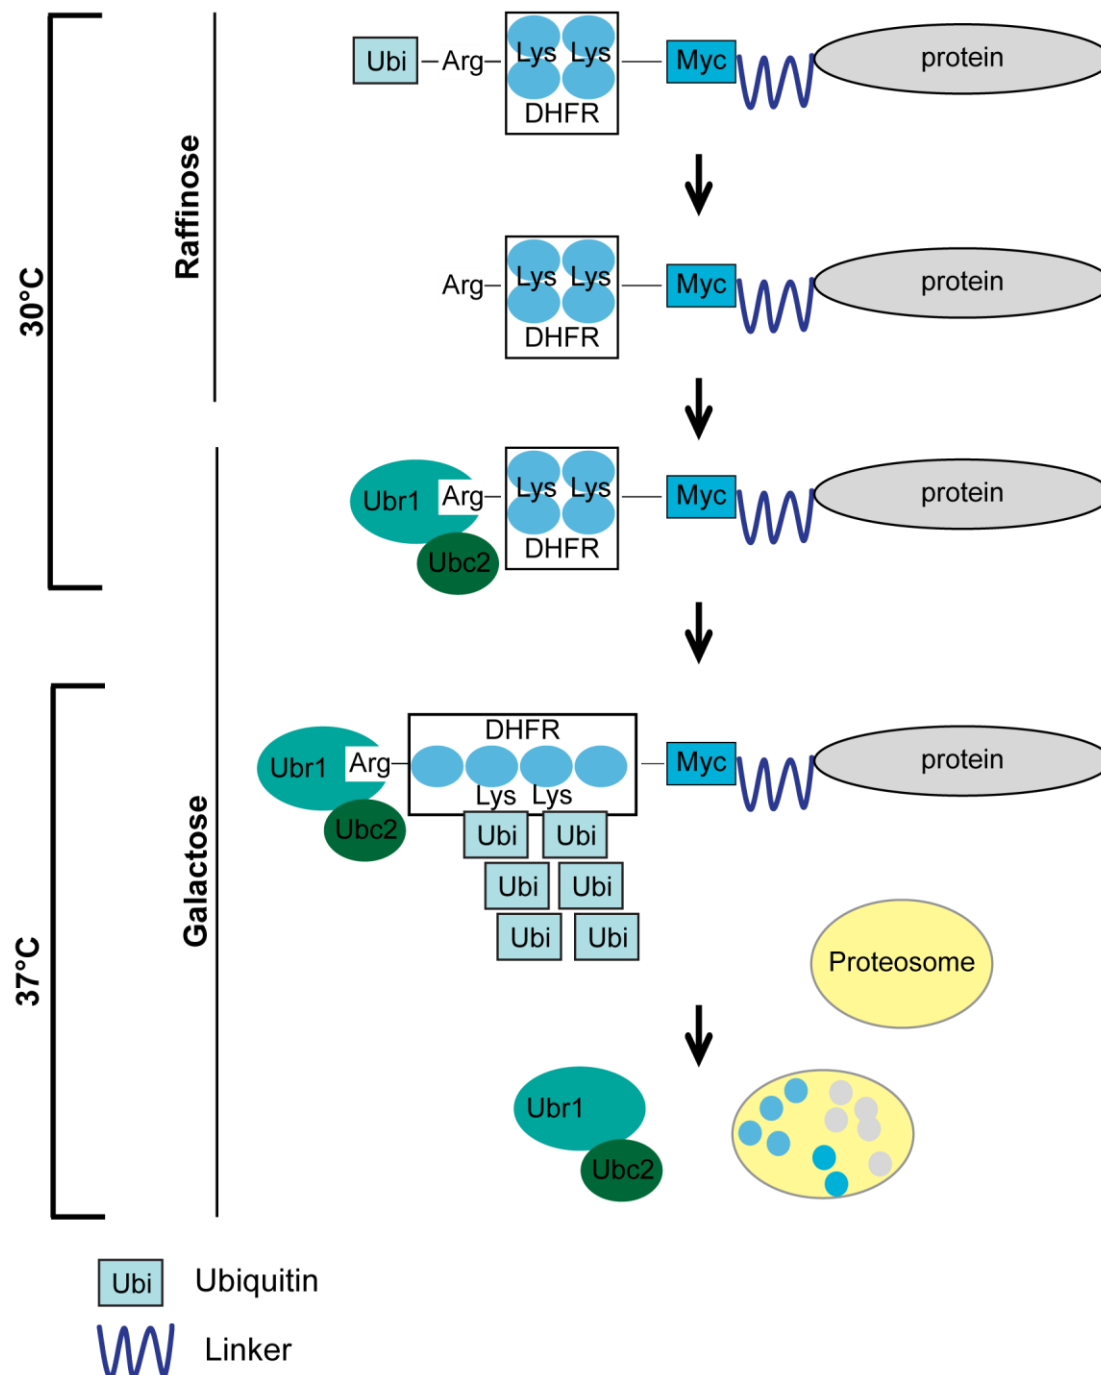 30°C
Raffinose
Ubi
Arg
Lys Lys
DHFR
Myc
protein
Arg
Lys Lys
DHFR
Myc
protein
Galactose
Ubr1
Arg
Ubc2
Lys Lys
DHFR
Myc
protein
37°C
Ubr1
Arg
Ubc2
DHFR
Lys Lys
Myc
protein
Ubi Ubi
Ubi Ubi
Ubi Ubi
Proteosome
Ubr1
Ubc2
Ubi Ubiquitin
Linker